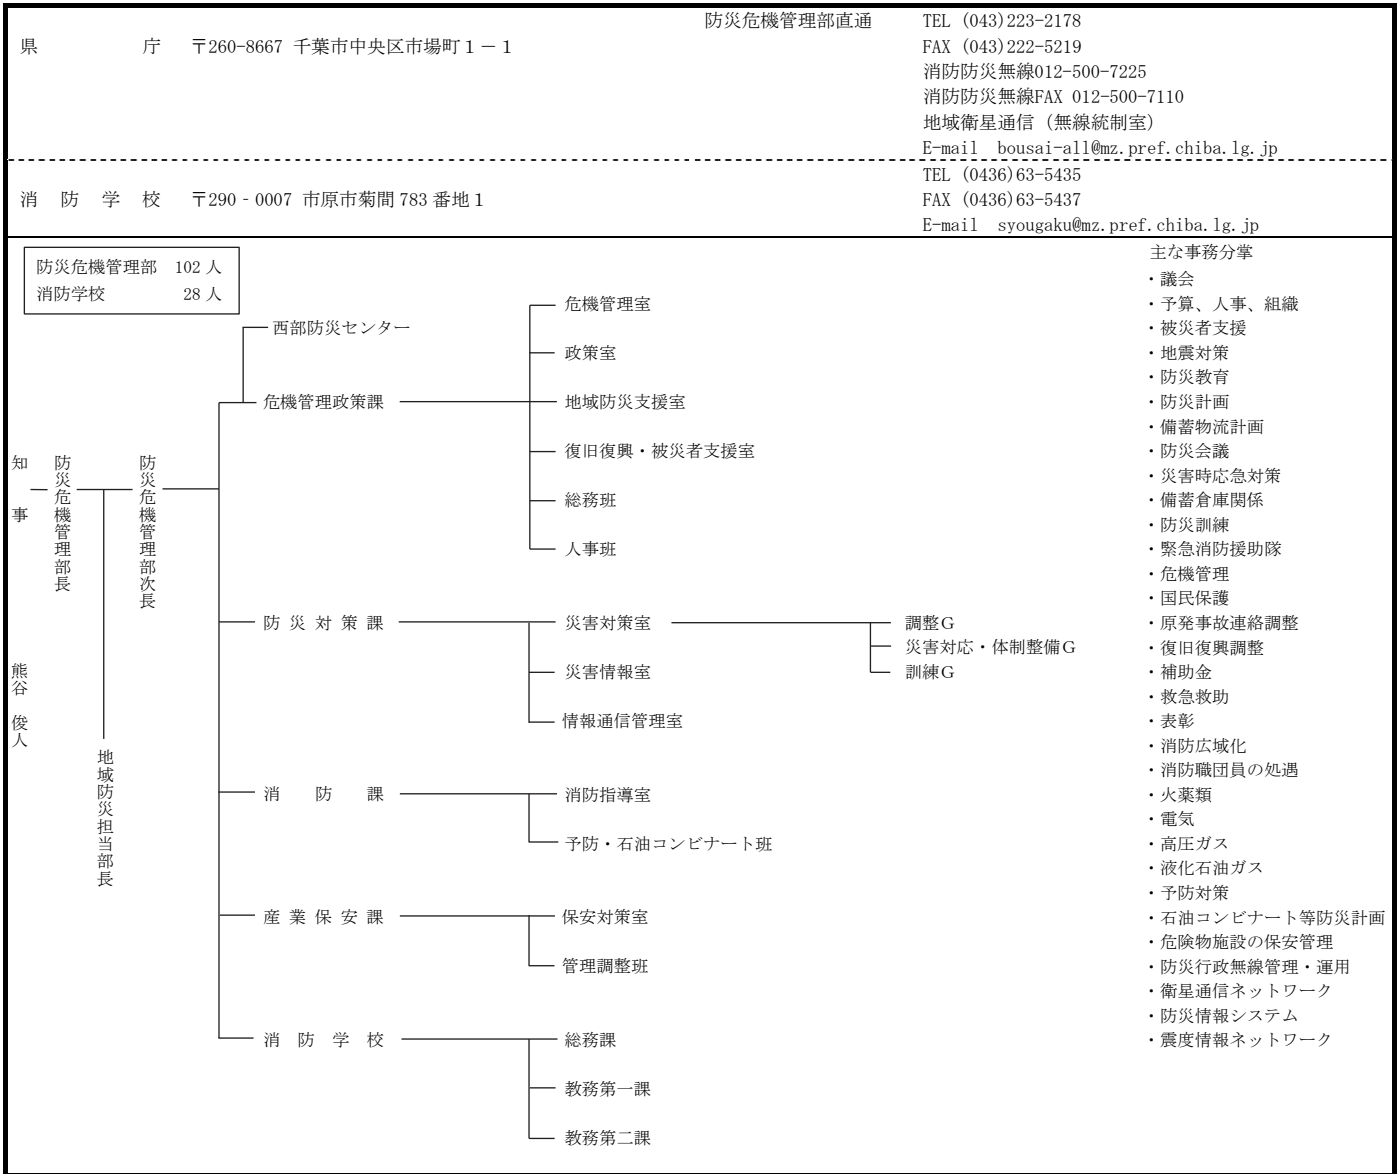 防災危機管理部直通 TEL (043)223-2178
県 庁 〒260-8667 千葉市中央区市場町1－1 FAX (043)222-5219
消防防災無線012-500-7225
消防防災無線FAX 012-500-7110
地域衛星通信（無線統制室）
E-mail bousai-all@mz.pref.chiba.lg.jp
TEL (0436)63-5435
消 防 学 校 〒290‐0007 市原市菊間783番地1 FAX (0436)63-5437
E-mail syougaku@mz.pref.chiba.lg.jp
防災危機管理部 102人
消防学校 28人
知 事 熊谷 俊人
防災危機管理部長
地域防災担当部長
防災危機管理部次長
西部防災センター
危機管理政策課
危機管理室
政策室
地域防災支援室
復旧復興・被災者支援室
総務班
人事班
防 災 対 策 課
災害対策室
調整G
災害対応・体制整備G
訓練G
災害情報室
情報通信管理室
消 防 課
消防指導室
予防・石油コンビナート班
産 業 保 安 課
保安対策室
管理調整班
消 防 学 校
総務課
教務第一課
教務第二課
主な事務分掌
・議会
・予算、人事、組織
・被災者支援
・地震対策
・防災教育
・防災計画
・備蓄物流計画
・防災会議
・災害時応急対策
・備蓄倉庫関係
・防災訓練
・緊急消防援助隊
・危機管理
・国民保護
・原発事故連絡調整
・復旧復興調整
・補助金
・救急救助
・表彰
・消防広域化
・消防職団員の処遇
・火薬類
・電気
・高圧ガス
・液化石油ガス
・予防対策
・石油コンビナート等防災計画
・危険物施設の保安管理
・防災行政無線管理・運用
・衛星通信ネットワーク
・防災情報システム
・震度情報ネットワーク